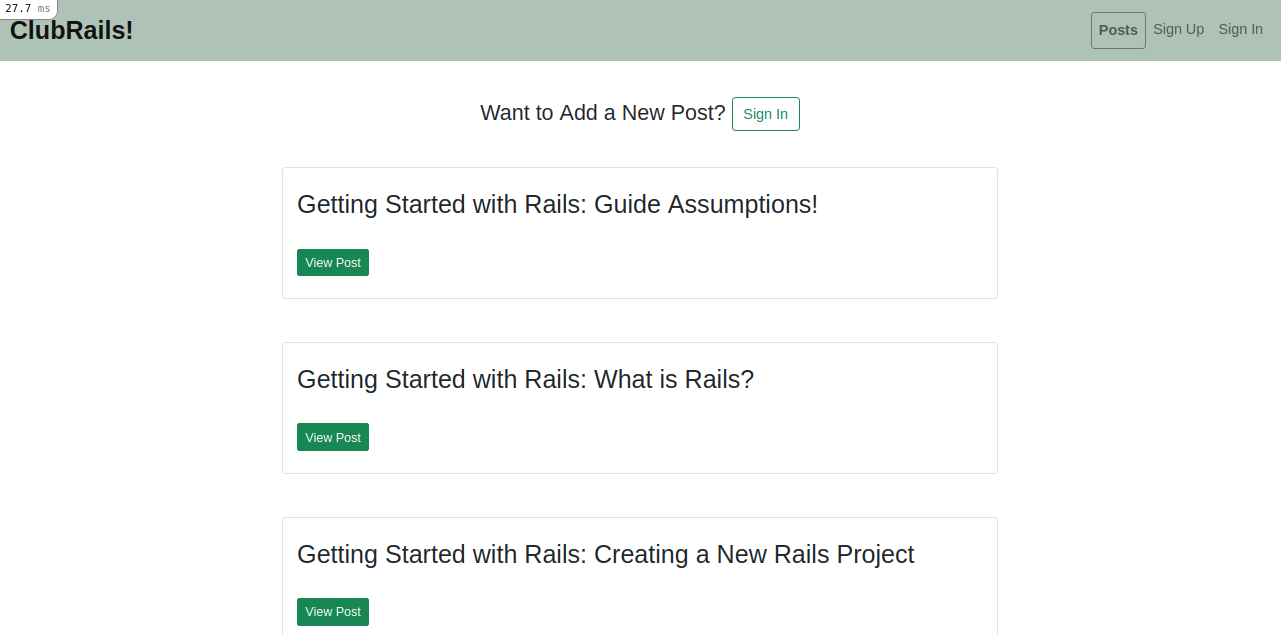 27.7 ms
ClubRails!
Posts Sign Up Sign In
Want to Add a New Post? Sign In
Getting Started with Rails: Guide Assumptions!
View Post
Getting Started with Rails: What is Rails?
View Post
Getting Started with Rails: Creating a New Rails Project
View Post